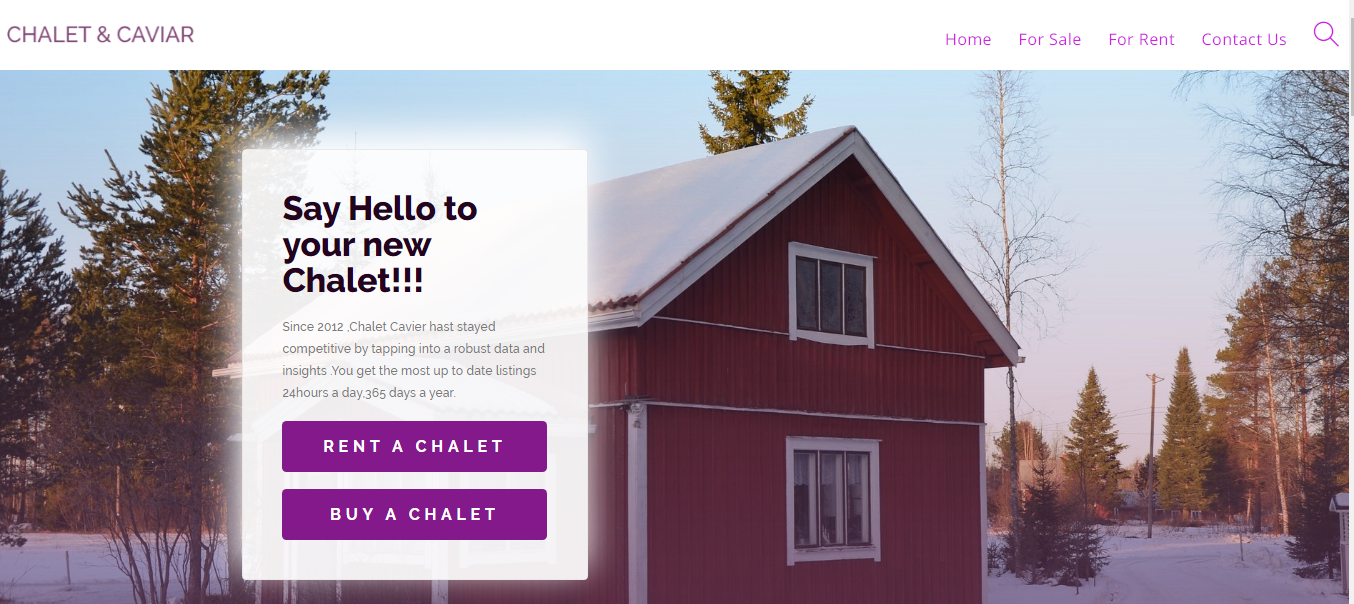 CHALET & CAVIAR
Home For Sale For Rent Contact Us
Say Hello to
your new
Chalet!!!
Since 2012 ,Chalet Cavier hast stayed
competitive by tapping into a robust data and
insights .You get the most up to date listings
24hours a day,365 days a year.
RENT A CHALET
BUY A CHALET